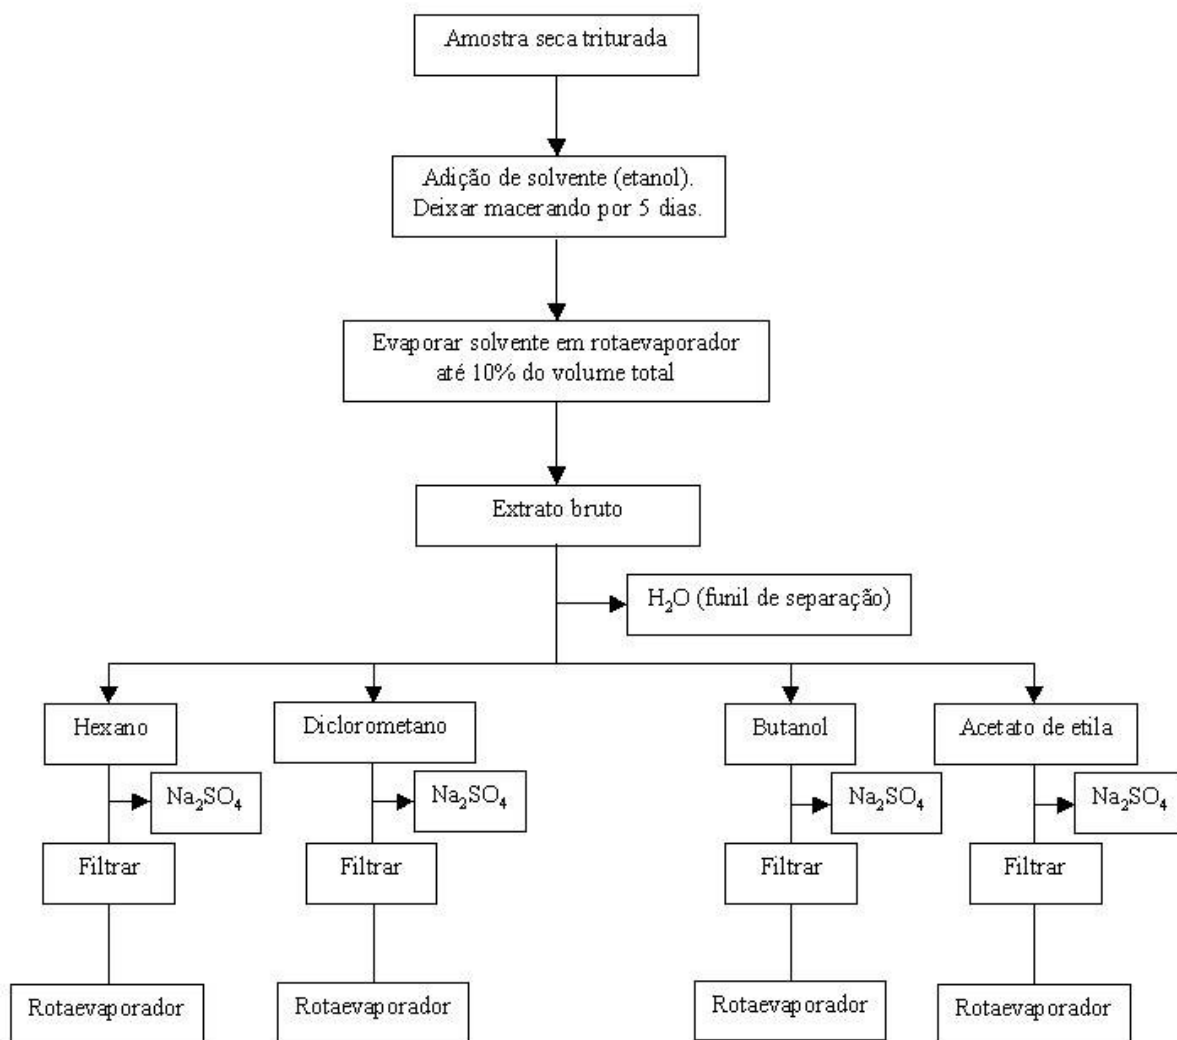 Amostra seca triturada
Adição de solvente (etanol).
Deixar macerando por 5 dias.
Evaporar solvente em rotaevaporador
até 10% do volume total
Extrato bruto
H₂O (funil de separação)
Hexano
Diclorometano
Butanol
Acetato de etila
Na₂SO₄
Na₂SO₄
Na₂SO₄
Na₂SO₄
Filtrar
Filtrar
Filtrar
Filtrar
Rotaevaporador
Rotaevaporador
Rotaevaporador
Rotaevaporador